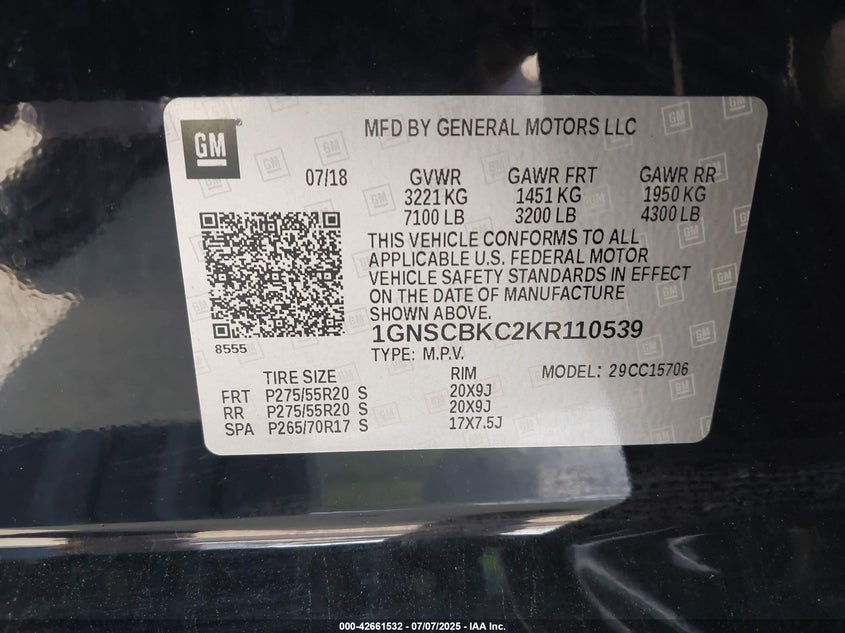 GM
MFD BY GENERAL MOTORS LLC
07/18 GVWR GAWR FRT GAWR RR
3221 KG 1451 KG 1950 KG
7100 LB 3200 LB 4300 LB
THIS VEHICLE CONFORMS TO ALL
APPLICABLE U.S. FEDERAL MOTOR
VEHICLE SAFETY STANDARDS IN EFFECT
ON THE DATE OF MANUFACTURE
SHOWN ABOVE.
8555
1GNSCBKC2KR110539
TYPE: M.P.V.
TIRE SIZE RIM MODEL: 29CC15706
FRT P275/55R20 S 20X9J
RR P275/55R20 S 20X9J
SPA P265/70R17 S 17X7.5J
000-42661532 - 07/07/2025 - IAA Inc.